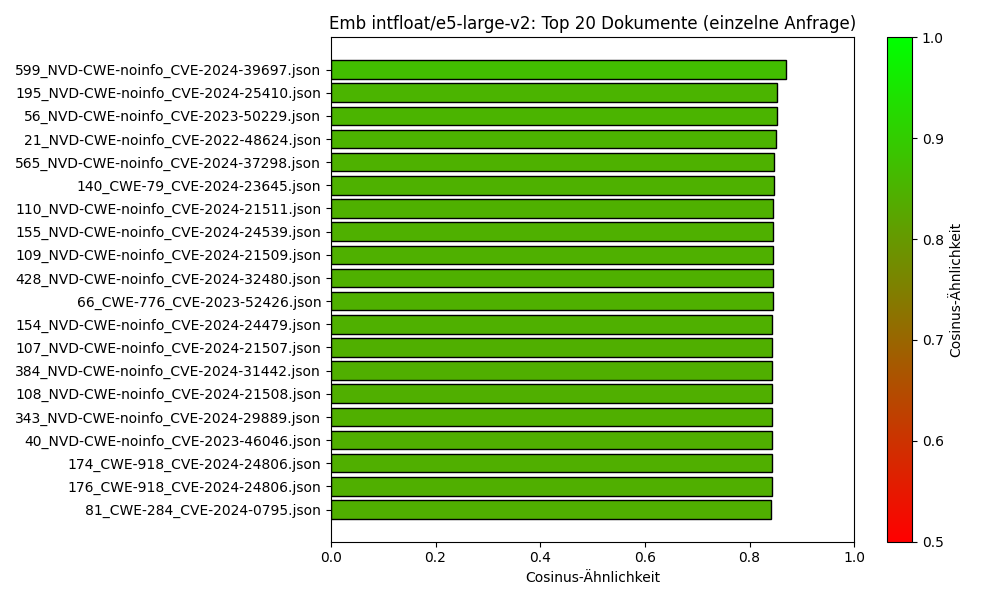 Emb intfloat/e5-large-v2: Top 20 Dokumente (einzelne Anfrage)
599_NVD-CWE-noinfo_CVE-2024-39697.json
195_NVD-CWE-noinfo_CVE-2024-25410.json
56_NVD-CWE-noinfo_CVE-2023-50229.json
21_NVD-CWE-noinfo_CVE-2022-48624.json
565_NVD-CWE-noinfo_CVE-2024-37298.json
140_CWE-79_CVE-2024-23645.json
110_NVD-CWE-noinfo_CVE-2024-21511.json
155_NVD-CWE-noinfo_CVE-2024-24539.json
109_NVD-CWE-noinfo_CVE-2024-21509.json
428_NVD-CWE-noinfo_CVE-2024-32480.json
66_CWE-776_CVE-2023-52426.json
154_NVD-CWE-noinfo_CVE-2024-24479.json
107_NVD-CWE-noinfo_CVE-2024-21507.json
384_NVD-CWE-noinfo_CVE-2024-31442.json
108_NVD-CWE-noinfo_CVE-2024-21508.json
343_NVD-CWE-noinfo_CVE-2024-29889.json
40_NVD-CWE-noinfo_CVE-2023-46046.json
174_CWE-918_CVE-2024-24806.json
176_CWE-918_CVE-2024-24806.json
81_CWE-284_CVE-2024-0795.json
0.0 0.2 0.4 0.6 0.8 1.0
Cosinus-Ähnlichkeit
1.0
0.9
0.8
0.7
0.6
0.5
Cosinus-Ähnlichkeit